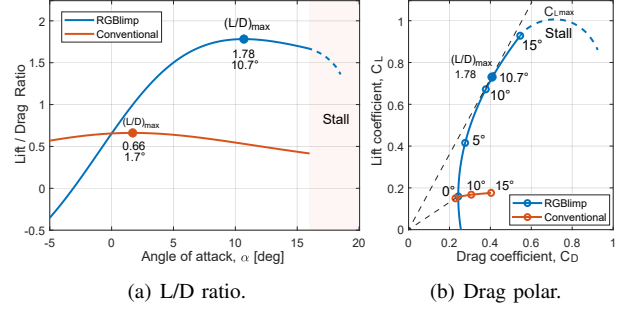 RGBlimp
Conventional
(L/D)max
1.78
10.7°
(L/D)max
0.66
1.7°
Stall
Lift / Drag Ratio
2
1.5
1
0.5
0
-0.5
-5
0
5
10
15
20
Angle of attack, α [deg]
(a) L/D ratio.
CLmax
Stall
15°
(L/D)max
1.78
10.7°
10°
5°
0°
10°
15°
RGBlimp
Conventional
Lift coefficient, CL
1
0.8
0.6
0.4
0.2
0
0
0.2
0.4
0.6
0.8
1
Drag coefficient, CD
(b) Drag polar.